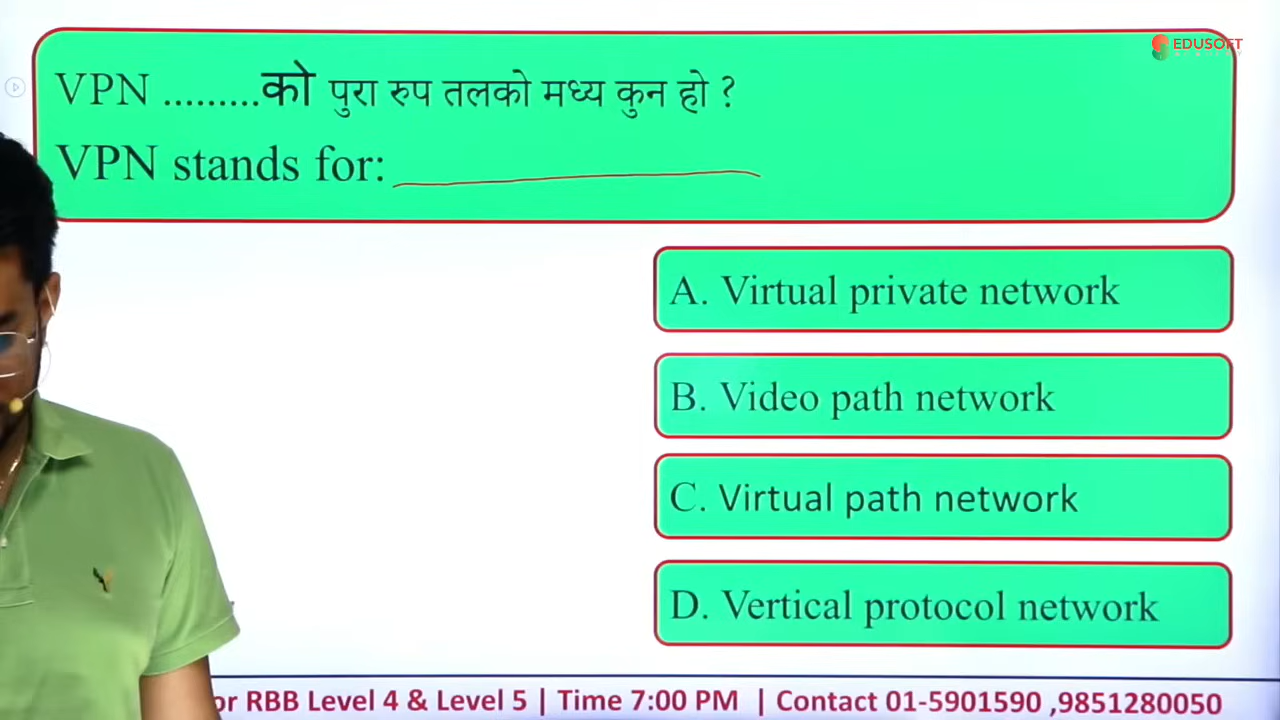 EDUSOFT
VPN .........को पुरा रुप तलको मध्य कुन हो ?
VPN stands for:
A. Virtual private network
B. Video path network
C. Virtual path network
D. Vertical protocol network
or RBB Level 4 & Level 5 | Time 7:00 PM | Contact 01-5901590 ,9851280050